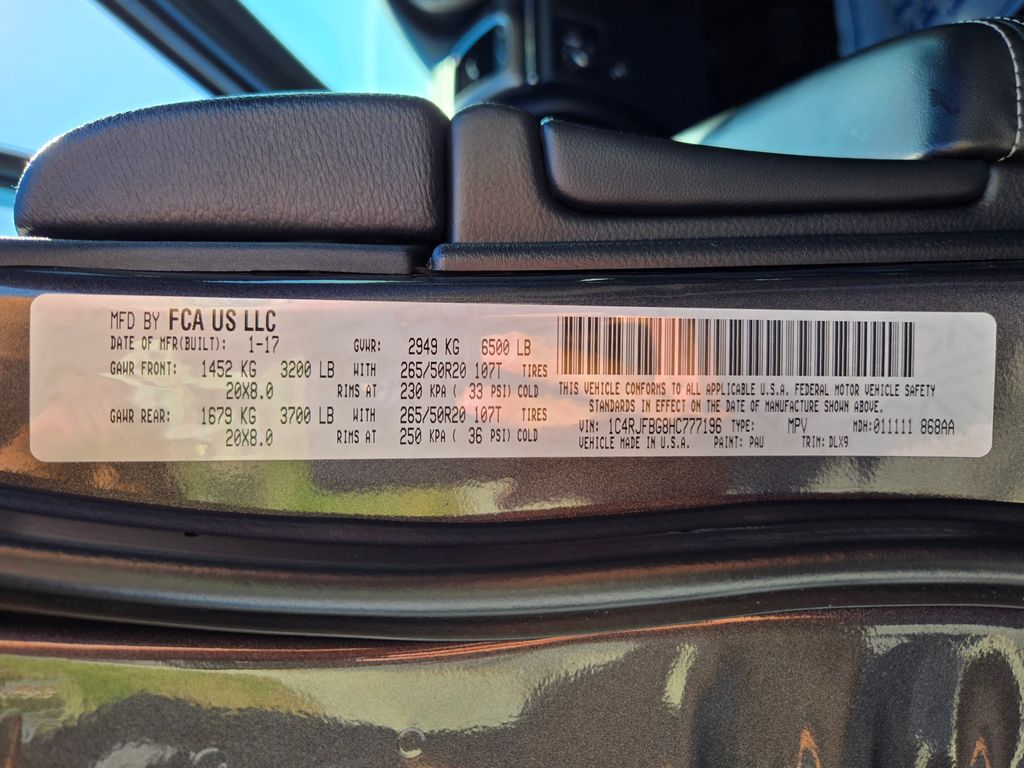 MFD BY FCA US LLC
DATE OF MFR(BUILT): 1-17 GVWR: 2949 KG 6500 LB
GAWR FRONT: 1452 KG 3200 LB WITH 265/50R20 107T TIRES
20X8.0 RIMS AT 230 KPA ( 33 PSI) COLD
GAWR REAR: 1679 KG 3700 LB WITH 265/50R20 107T TIRES
20X8.0 RIMS AT 250 KPA ( 36 PSI) COLD
THIS VEHICLE CONFORMS TO ALL APPLICABLE U.S.A. FEDERAL MOTOR VEHICLE SAFETY
STANDARDS IN EFFECT ON THE DATE OF MANUFACTURE SHOWN ABOVE.
VIN: 1C4RJFBG8HC777196 TYPE: MPV MDH:011111 868AA
VEHICLE MADE IN U.S.A. PAINT: PAU TRIM: DLX9